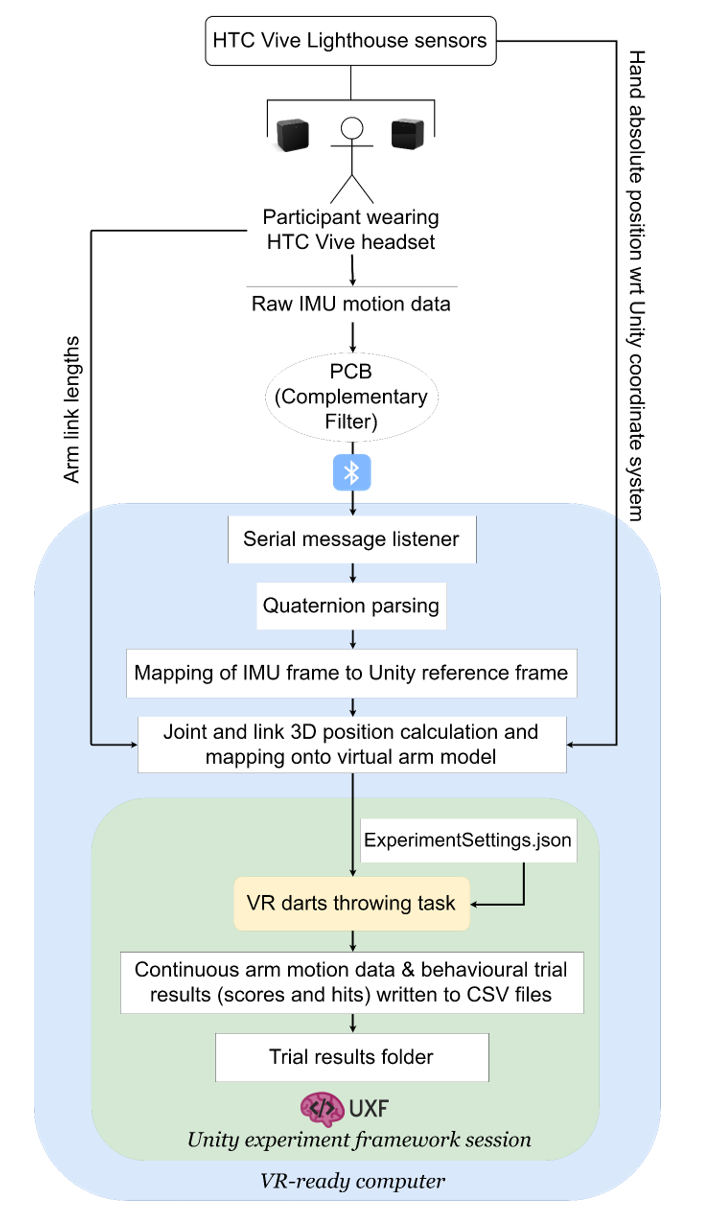 HTC Vive Lighthouse sensors
Hand absolute position wrt Unity coordinate system
Participant wearing
HTC Vive headset
Arm link lengths
Raw IMU motion data
PCB
(Complementary
Filter)
Serial message listener
Quaternion parsing
Mapping of IMU frame to Unity reference frame
Joint and link 3D position calculation and
mapping onto virtual arm model
ExperimentSettings.json
VR darts throwing task
Continuous arm motion data & behavioural trial
results (scores and hits) written to CSV files
Trial results folder
</> UXF
Unity experiment framework session
VR-ready computer